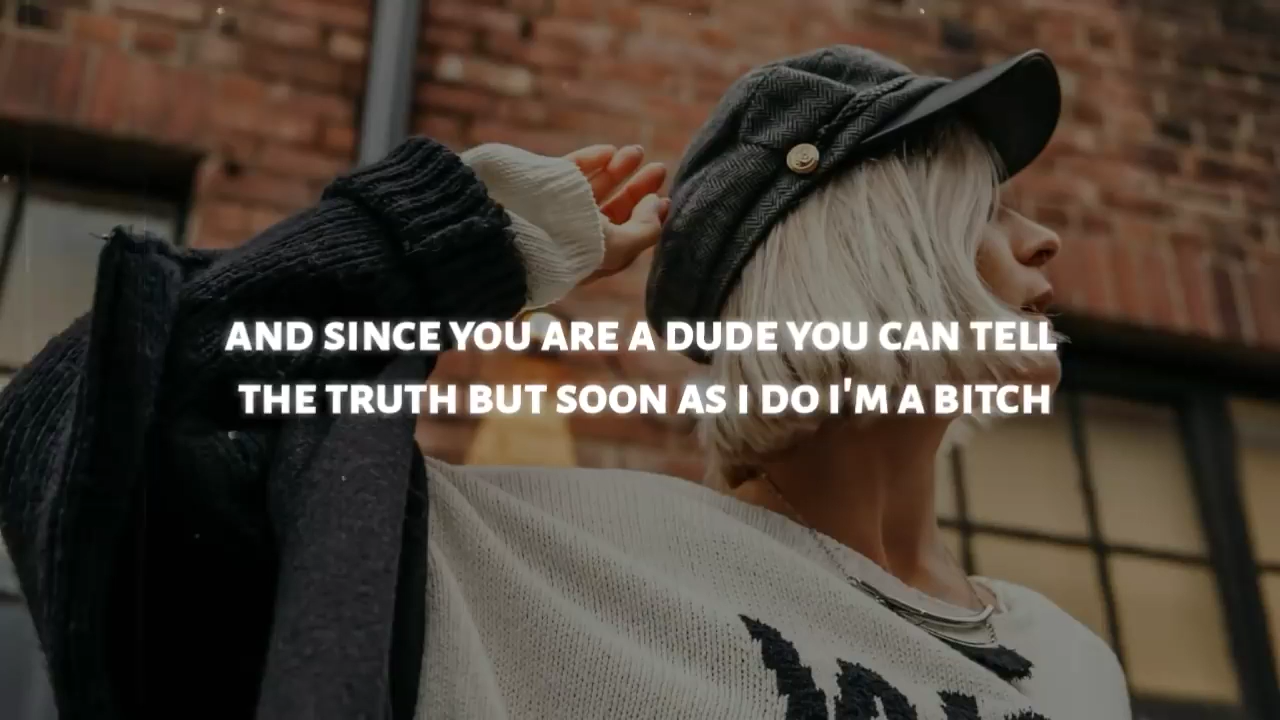 AND SINCE YOU ARE A DUDE YOU CAN TELL
THE TRUTH BUT SOON AS I DO I'M A BITCH